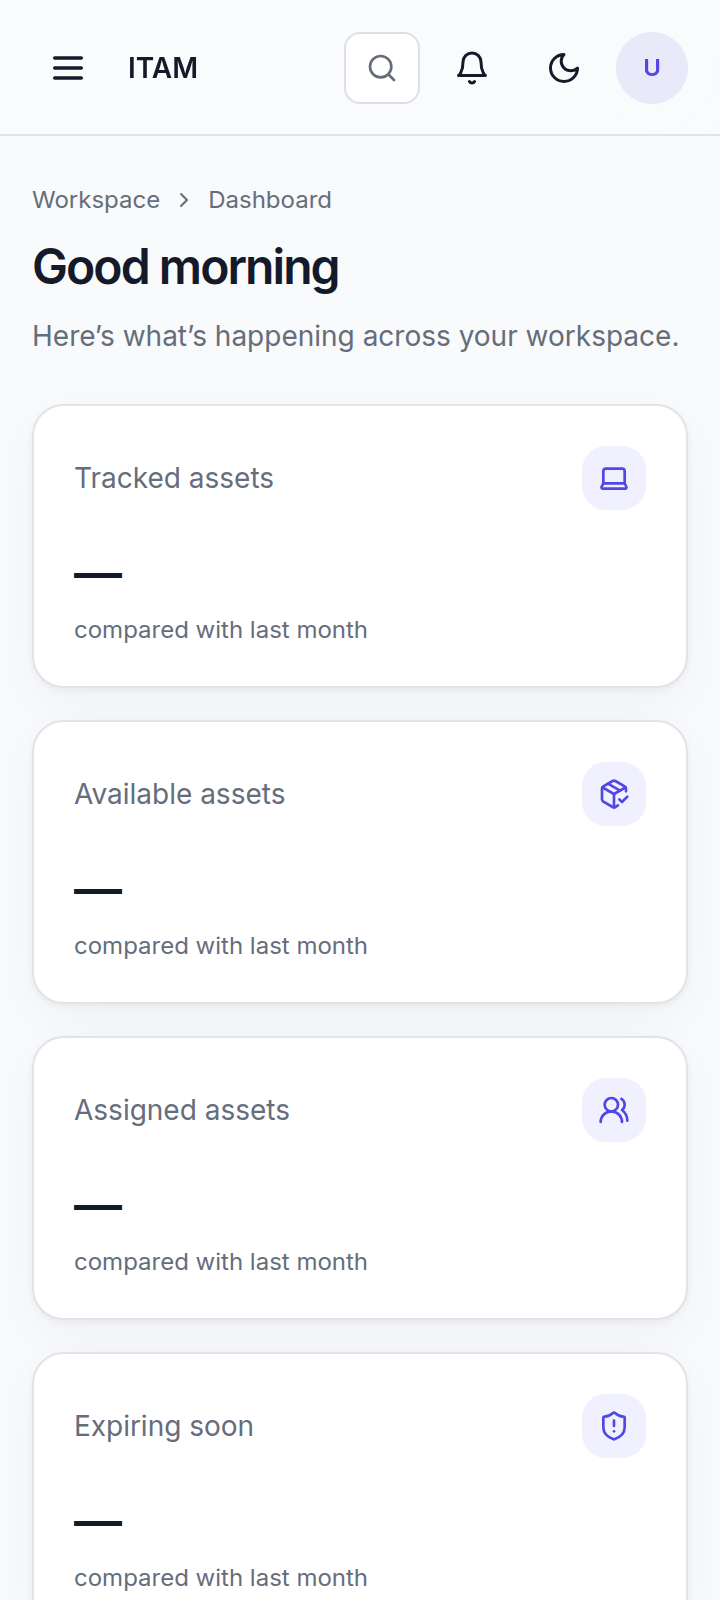 ITAM
U
Workspace > Dashboard
Good morning
Here’s what’s happening across your workspace.
Tracked assets
—
compared with last month
Available assets
—
compared with last month
Assigned assets
—
compared with last month
Expiring soon
—
compared with last month